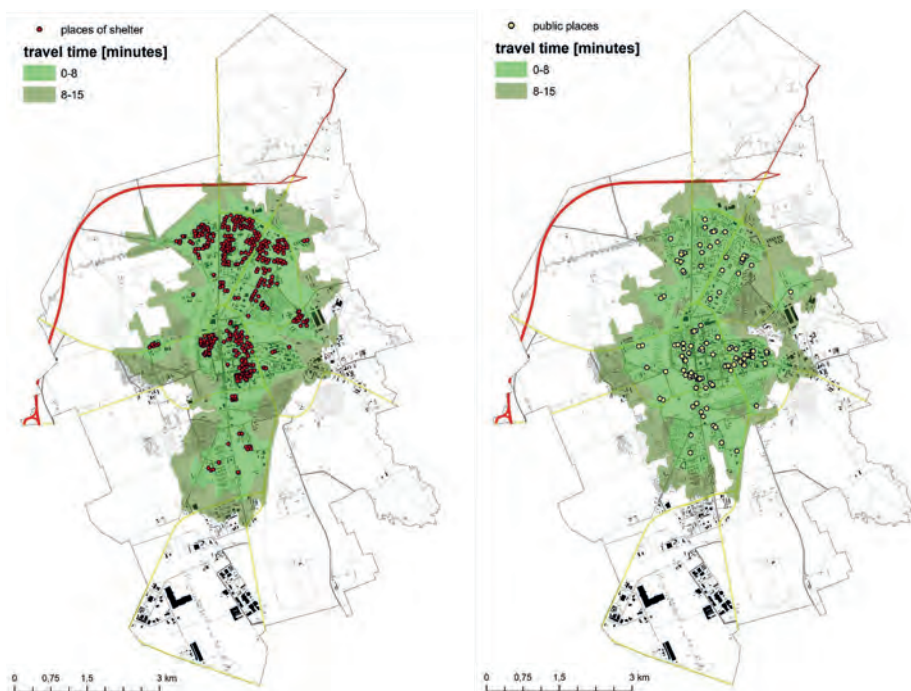 places of shelter
travel time [minutes]
0-8
8-15
0 0,75 1,5 3 km
public places
travel time [minutes]
0-8
8-15
0 0,75 1,5 3 km